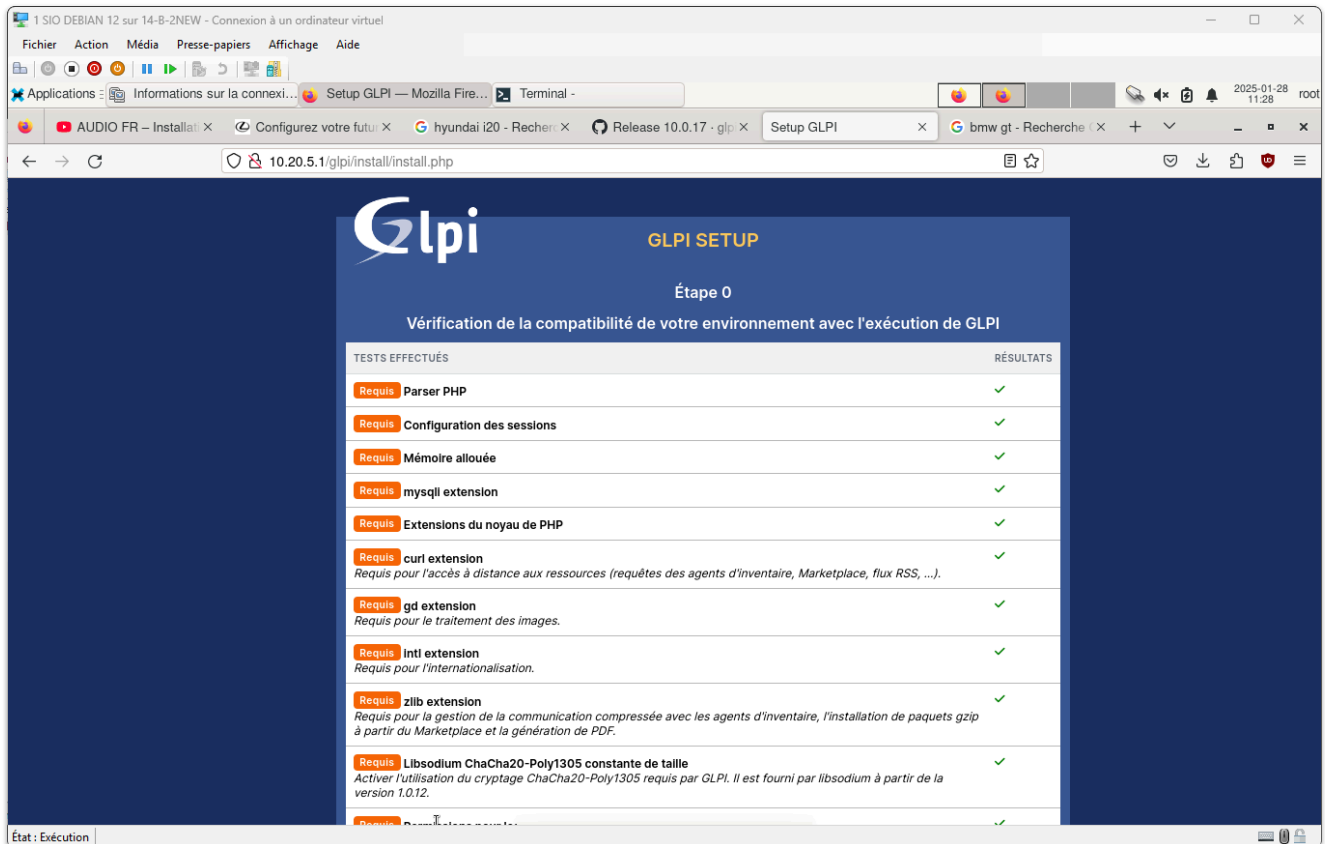 1 SIO DEBIAN 12 sur 14-B-2NEW - Connexion à un ordinateur virtuel
Fichier Action Média Presse-papiers Affichage Aide
Applications Informations sur la connexi... Setup GLPI — Mozilla Fire... Terminal - 2025-01-28 11:28 root
AUDIO FR – Installat Configurez votre futu Hyundai i20 - Recherc Release 10.0.17 · glp Setup GLPI bmw gt - Recherche
10.20.5.1/glpi/install/install.php
Glpi
GLPI SETUP
Étape 0
Vérification de la compatibilité de votre environnement avec l'exécution de GLPI
TESTS EFFECTUÉS RÉSULTATS
Requis Parser PHP
Requis Configuration des sessions
Requis Mémoire allouée
Requis mysqli extension
Requis Extensions du noyau de PHP
Requis curl extension
Requis pour l'accès à distance aux ressources (requêtes des agents d'inventaire, Marketplace, flux RSS, ...).
Requis gd extension
Requis pour le traitement des images.
Requis intl extension
Requis pour l'internationalisation.
Requis zlib extension
Requis pour la gestion de la communication compressée avec les agents d'inventaire, l'installation de paquets gzip
à partir du Marketplace et la génération de PDF.
Requis Libsodium ChaCha20-Poly1305 constante de taille
Activer l'utilisation du cryptage ChaCha20-Poly1305 requis par GLPI. Il est fourni par libsodium à partir de la
version 1.0.12.
Requis
État : Exécution